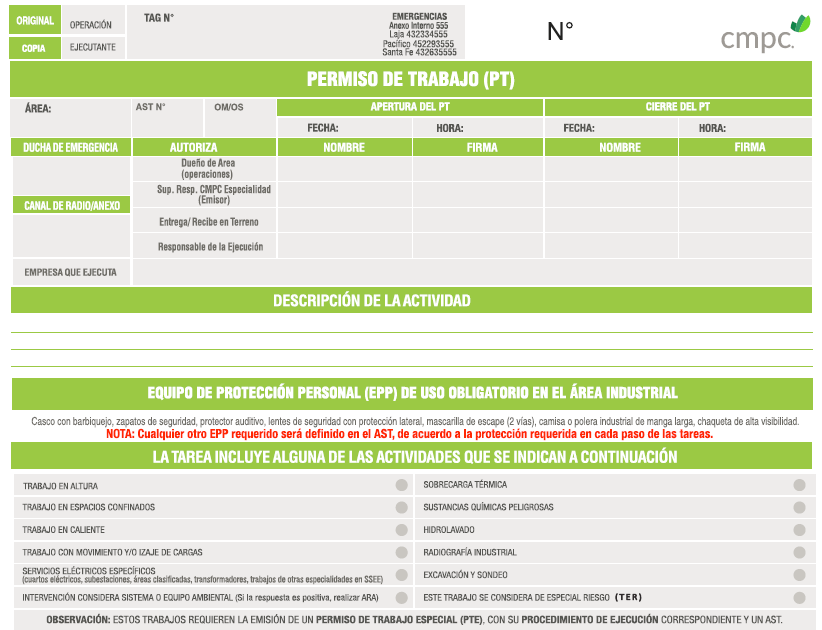 ORIGINAL OPERACIÓN TAG N° EMERGENCIAS
Anexo Interno 555
Laja 432334555
Pacífico 452293555
Santa Fe 432635555
COPIA EJECUTANTE
N°
cmpc.
PERMISO DE TRABAJO (PT)
ÁREA: AST N° OM/OS APERTURA DEL PT CIERRE DEL PT
FECHA: HORA: FECHA: HORA:
DUCHA DE EMERGENCIA AUTORIZA NOMBRE FIRMA NOMBRE FIRMA
Dueño de Area
(operaciones)
Sup. Resp. CMPC Especialidad
(Emisor)
CANAL DE RADIO/ANEXO
Entrega/ Recibe en Terreno
Responsable de la Ejecución
EMPRESA QUE EJECUTA
DESCRIPCIÓN DE LA ACTIVIDAD
EQUIPO DE PROTECCIÓN PERSONAL (EPP) DE USO OBLIGATORIO EN EL ÁREA INDUSTRIAL
Casco con barbiquejo, zapatos de seguridad, protector auditivo, lentes de seguridad con protección lateral, mascarilla de escape (2 vías), camisa o polera industrial de manga larga, chaqueta de alta visibilidad.
NOTA: Cualquier otro EPP requerido será definido en el AST, de acuerdo a la protección requerida en cada paso de las tareas.
LA TAREA INCLUYE ALGUNA DE LAS ACTIVIDADES QUE SE INDICAN A CONTINUACIÓN
TRABAJO EN ALTURA SOBRECARGA TÉRMICA
TRABAJO EN ESPACIOS CONFINADOS SUSTANCIAS QUÍMICAS PELIGROSAS
TRABAJO EN CALIENTE HIDROLAVADO
TRABAJO CON MOVIMIENTO Y/O IZAJE DE CARGAS RADIOGRAFÍA INDUSTRIAL
SERVICIOS ELÉCTRICOS ESPECÍFICOS
(cuartos eléctricos, subestaciones, áreas clasificadas, transformadores, trabajos de otras especialidades en SSEE) EXCAVACIÓN Y SONDEO
INTERVENCIÓN CONSIDERA SISTEMA O EQUIPO AMBIENTAL (Si la respuesta es positiva, realizar ARA) ESTE TRABAJO SE CONSIDERA DE ESPECIAL RIESGO (TER)
OBSERVACIÓN: ESTOS TRABAJOS REQUIEREN LA EMISIÓN DE UN PERMISO DE TRABAJO ESPECIAL (PTE), CON SU PROCEDIMIENTO DE EJECUCIÓN CORRESPONDIENTE Y UN AST.